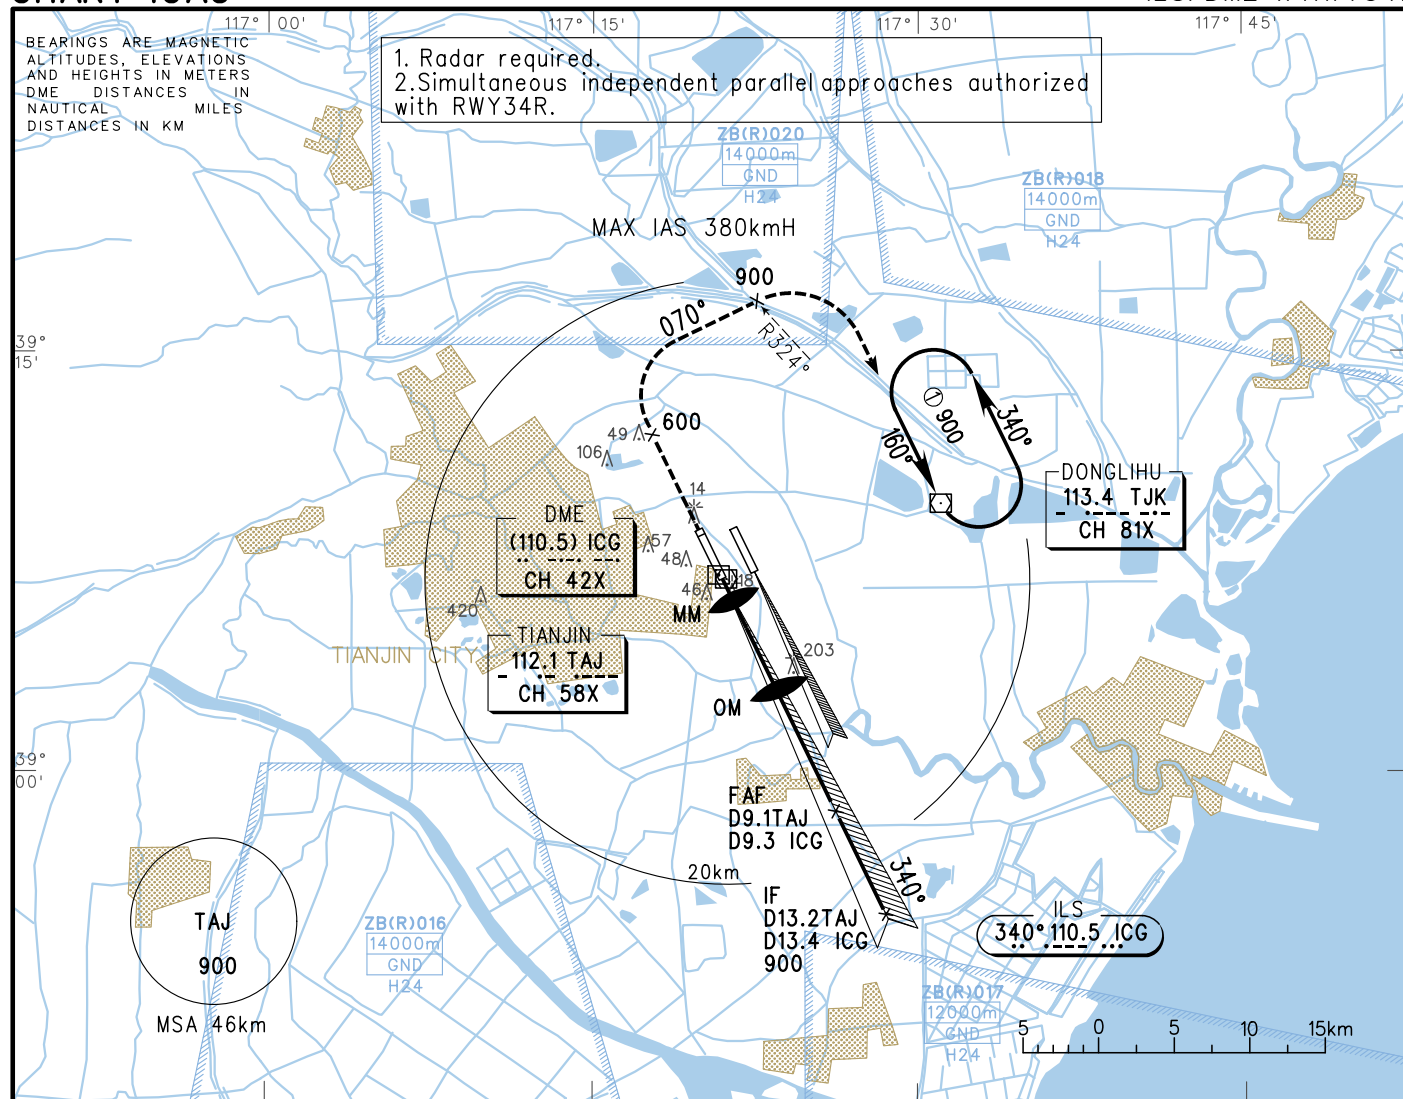 117° 00'
117° 15'
117° 30'
117° 45'
BEARINGS ARE MAGNETIC
ALTITUDES, ELEVATIONS
AND HEIGHTS IN METERS
DME DISTANCES IN
NAUTICAL MILES
DISTANCES IN KM
1. Radar required.
2.Simultaneous independent parallel approaches authorized
with RWY34R.
ZB(R)020
14000m
GND
H24
ZB(R)018
14000m
GND
H24
MAX IAS 380kmH
900
070°
R324°
39°
15'
600
49
106
14
① 900
340°
160°
DONGLIHU
113.4 TJK
CH 81X
DME
(110.5) ICG
CH 42X
57
48
46
18
420
MM
TIANJIN CITY
TIANJIN
112.1 TAJ
CH 58X
203
OM
39°
00'
FAF
D9.1TAJ
D9.3 ICG
20km
340°
IF
D13.2TAJ
D13.4 ICG
900
ILS
340° 110.5 ICG
TAJ
900
MSA 46km
ZB(R)016
14000m
GND
H24
ZB(R)017
12000m
GND
H24
5 0 5 10 15km